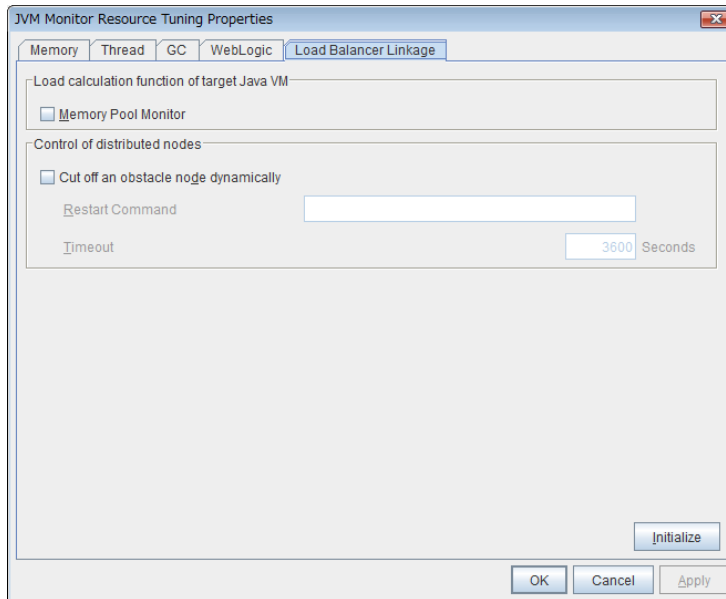 JVM Monitor Resource Tuning Properties
Memory Thread GC WebLogic Load Balancer Linkage
Load calculation function of target Java VM
Memory Pool Monitor
Control of distributed nodes
Cut off an obstacle node dynamically
Restart Command
Timeout 3600 Seconds
Initialize
OK Cancel Apply